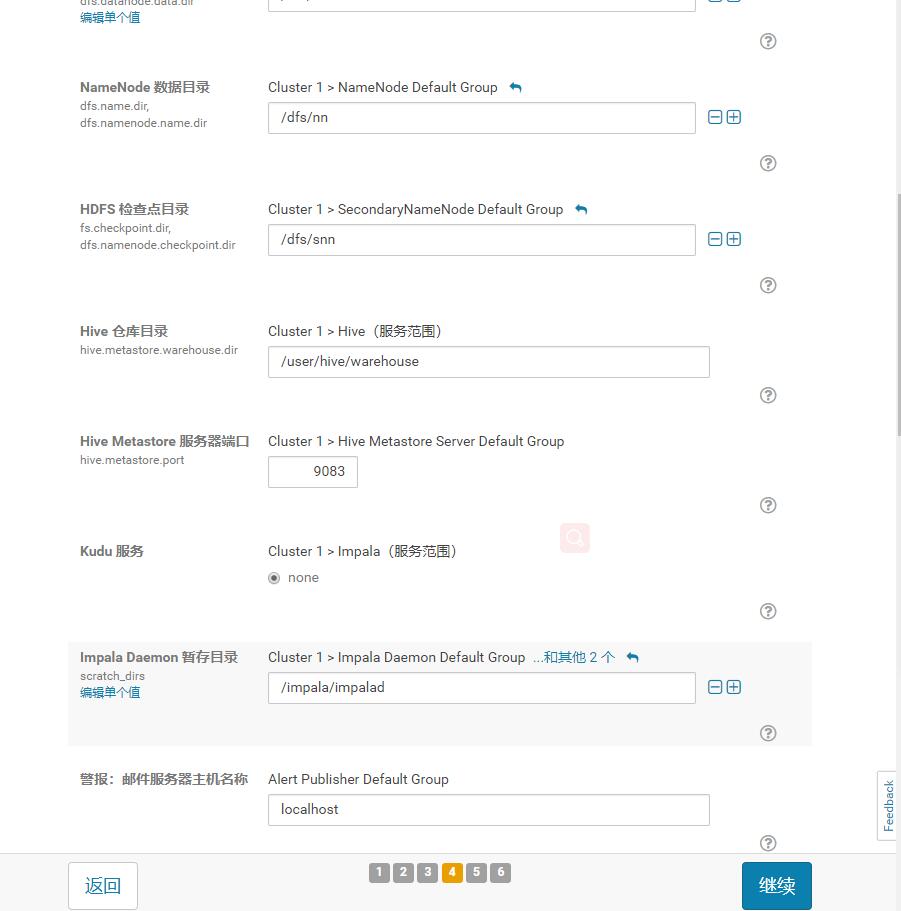 dfs.datanode.data.dir
编辑单个值
NameNode 数据目录
Cluster 1 > NameNode Default Group
dfs.name.dir,
dfs.namenode.name.dir
/dfs/nn
HDFS 检查点目录
Cluster 1 > SecondaryNameNode Default Group
fs.checkpoint.dir,
dfs.namenode.checkpoint.dir
/dfs/snn
Hive 仓库目录
Cluster 1 > Hive（服务范围）
hive.metastore.warehouse.dir
/user/hive/warehouse
Hive Metastore 服务器端口
Cluster 1 > Hive Metastore Server Default Group
hive.metastore.port
9083
Kudu 服务
Cluster 1 > Impala（服务范围）
none
Impala Daemon 暂存目录
Cluster 1 > Impala Daemon Default Group ...和其他 2 个
scratch_dirs
编辑单个值
/impala/impalad
警报：邮件服务器主机名称
Alert Publisher Default Group
localhost
Feedback
返回
1 2 3 4 5 6
继续